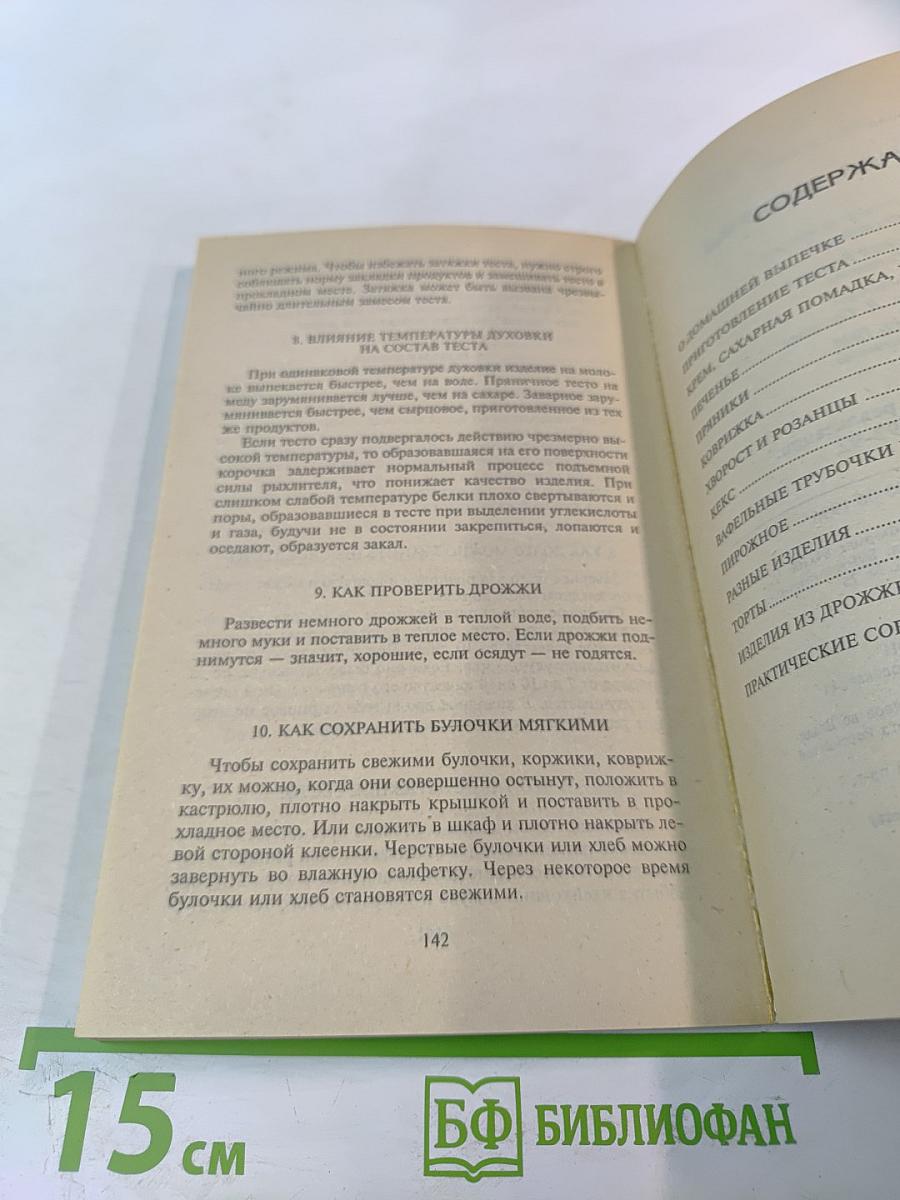 ного режима. Чтобы избежать затяжки теста, нужно строго
соблюдать норму закладки продуктов и замешивать тесто в
прохладном месте. Затяжка может быть вызвана чрезвы-
чайно длительным замесом теста.
8. ВЛИЯНИЕ ТЕМПЕРАТУРЫ ДУХОВКИ
НА СОСТАВ ТЕСТА
При одинаковой температуре духовки изделие на моло-
ке выпекается быстрее, чем на воде. Пряничное тесто на
меду зарумянивается лучше, чем на сахаре. Заварное зару-
мянивается быстрее, чем сырцовое, приготовленное из тех
же продуктов.
Если тесто сразу подвергалось действию чрезмерно вы-
сокой температуры, то образовавшаяся на его поверхности
корочка задерживает нормальный процесс подъемной
силы рыхлителя, что понижает качество изделия. При
слишком слабой температуре белки плохо свертываются и
поры, образовавшиеся в тесте при выделении углекислоты
и газа, будучи не в состоянии закрепиться, лопаются и
оседают, образуется закал.
9. КАК ПРОВЕРИТЬ ДРОЖЖИ
Развести немного дрожжей в теплой воде, подбить не-
много муки и поставить в теплое место. Если дрожжи под-
нимутся — значит, хорошие, если осядут — не годятся.
10. КАК СОХРАНИТЬ БУЛОЧКИ МЯГКИМИ
Чтобы сохранить свежими булочки, коржики, коврижк-
ку, их можно, когда они совершенно остынут, положить в
кастрюлю, плотно накрыть крышкой и поставить в про-
хладное место. Или сложить в шкаф и плотно накрыть ле-
вой стороной клеенки. Черствые булочки или хлеб можно
завернуть во влажную салфетку. Через некоторое время
булочки или хлеб становятся свежими.
142
СОДЕРЖА
О ДОМАШНЕЙ ВЫПЕЧКЕ
ПРИГОТОВЛЕНИЕ ТЕСТА
КРЕМ, САХАРНАЯ ПОМАДКА,
ПЕЧЕНЬЕ
ПРЯНИКИ
КОВРИЖКА
ХВОРОСТ И РОЗАНЦЫ
КЕКС
ВАФЕЛЬНЫЕ ТРУБОЧКИ
ПИРОЖНОЕ
РАЗНЫЕ ИЗДЕЛИЯ
ТОРТЫ
ИЗДЕЛИЯ ИЗ ДРОЖЖЕ
ПРАКТИЧЕСКИЕ СОВ
15 см
БФ БИБЛИОФАН